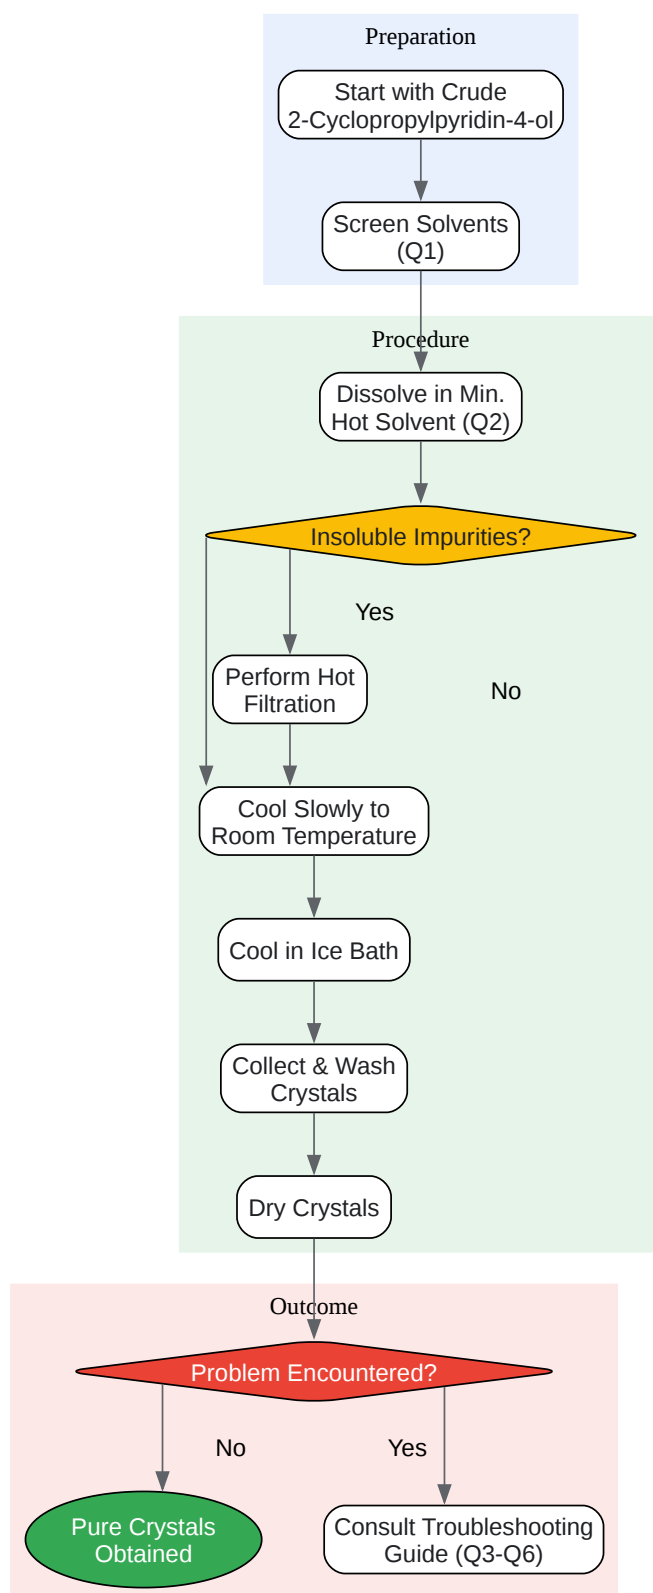 Preparation
Start with Crude
2-Cyclopropylpyridin-4-ol
Screen Solvents
(Q1)
Procedure
Dissolve in Min.
Hot Solvent (Q2)
Insoluble Impurities?
Yes
Perform Hot
Filtration
No
Cool Slowly to
Room Temperature
Cool in Ice Bath
Collect & Wash
Crystals
Dry Crystals
Outcome
Problem Encountered?
No
Yes
Pure Crystals
Obtained
Consult Troubleshooting
Guide (Q3-Q6)